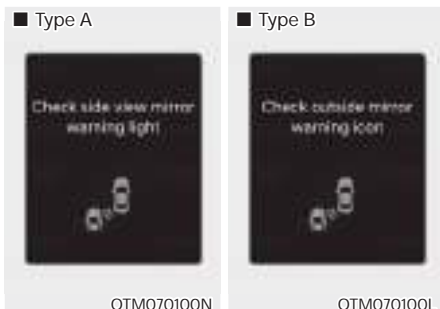 ■ Type A
Check side view mirror
warning light
OTM070100N
■ Type B
Check outside mirror
warning icon
OTM070100L